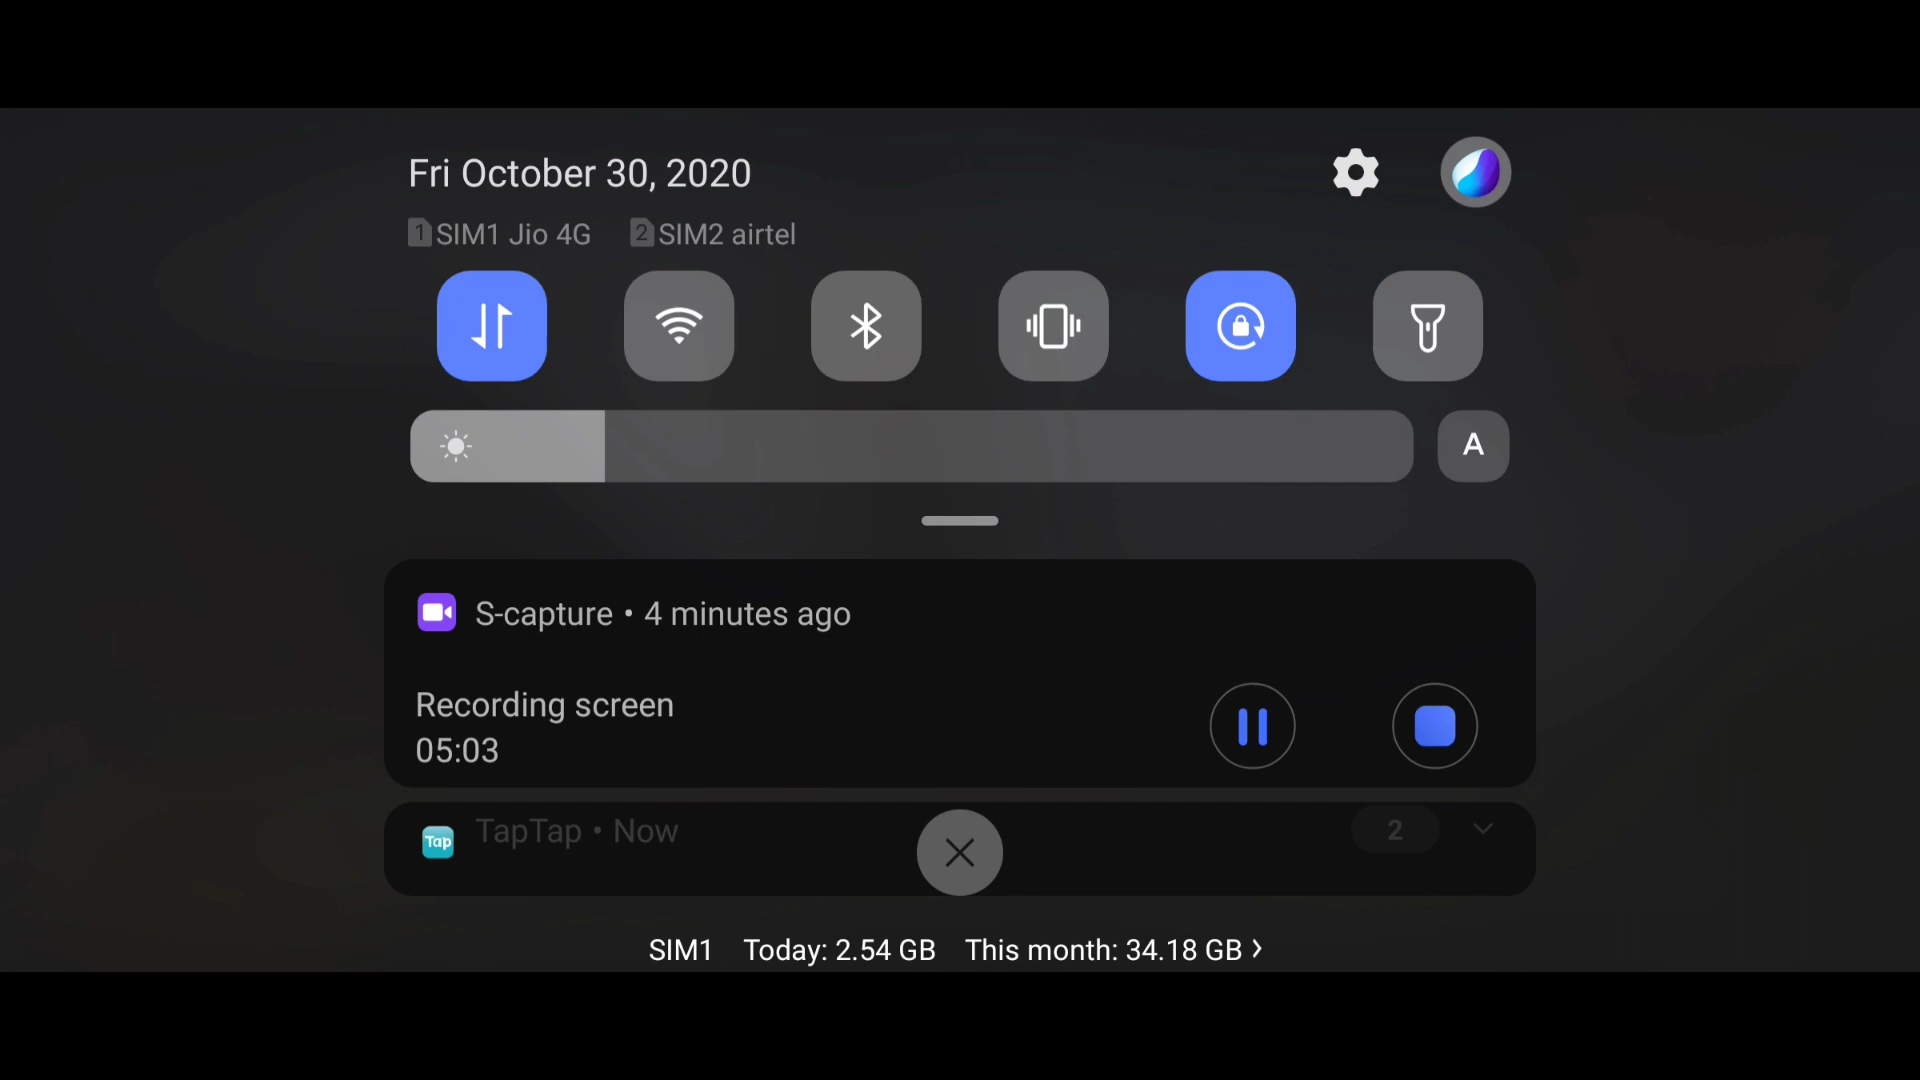 Fri October 30, 2020
1 SIM1 Jio 4G 2 SIM2 airtel
A
S-capture • 4 minutes ago
Recording screen
05:03
Tap TapTap • Now 2
SIM1 Today: 2.54 GB This month: 34.18 GB